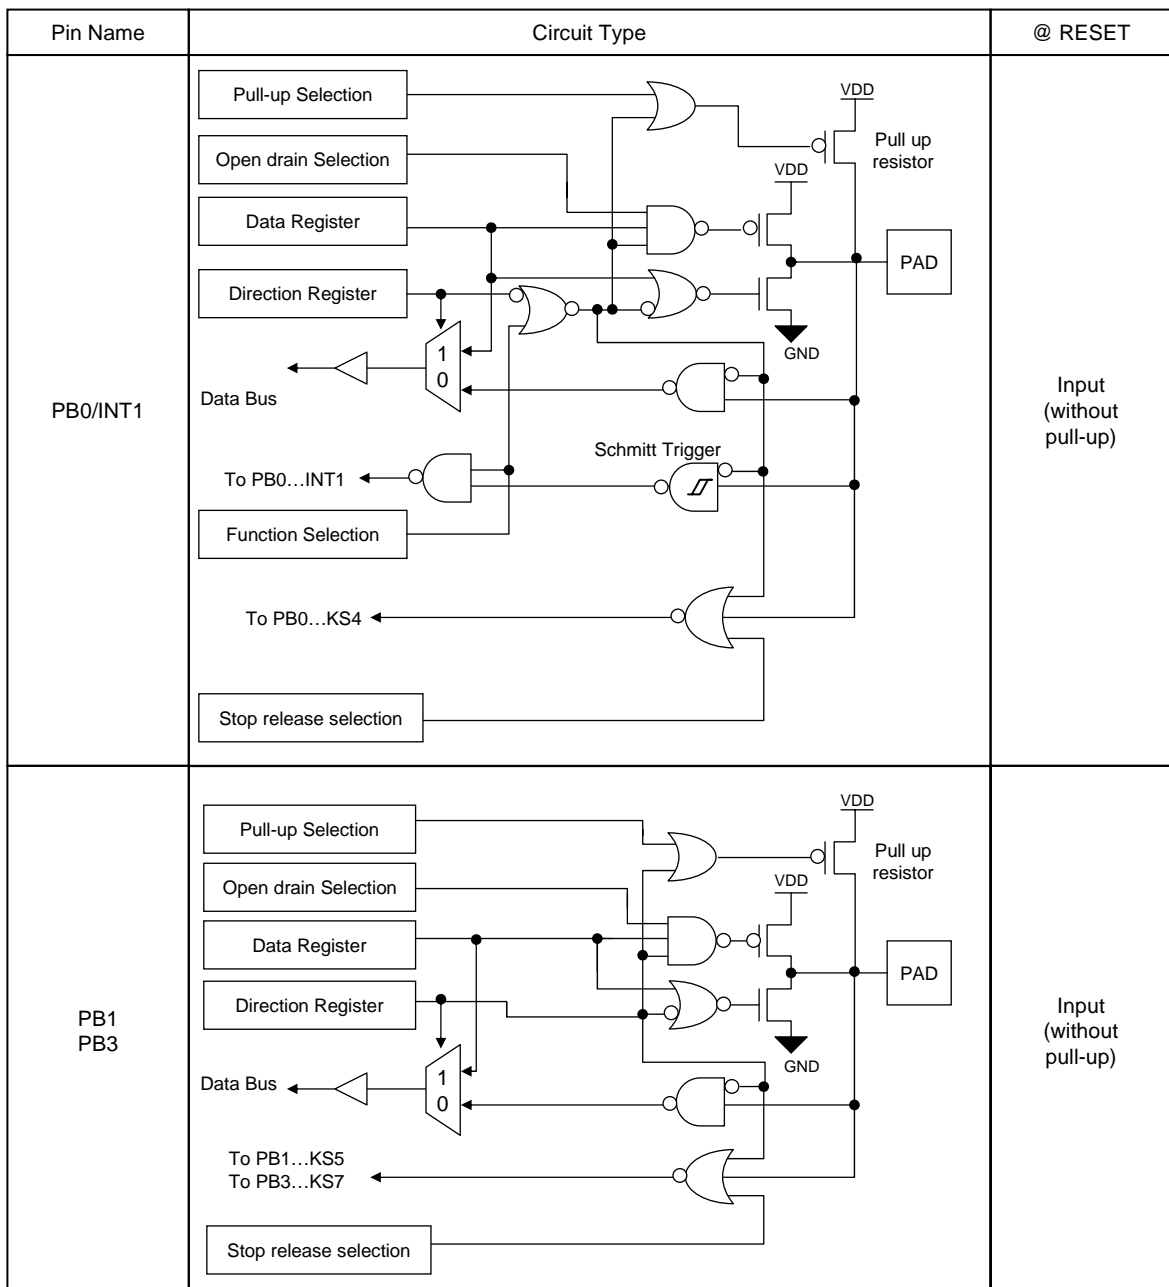 Pin Name
Circuit Type
@ RESET
PB0/INT1
Pull-up Selection
VDD
Pull up
resistor
Open drain Selection
VDD
Data Register
PAD
Direction Register
GND
1
0
Data Bus
Schmitt Trigger
To PB0...INT1
Function Selection
To PB0...KS4
Stop release selection
Input
(without
pull-up)
PB1
PB3
VDD
Pull-up Selection
Pull up
resistor
Open drain Selection
VDD
Data Register
PAD
Direction Register
GND
1
0
Data Bus
To PB1...KS5
To PB3...KS7
Stop release selection
Input
(without
pull-up)